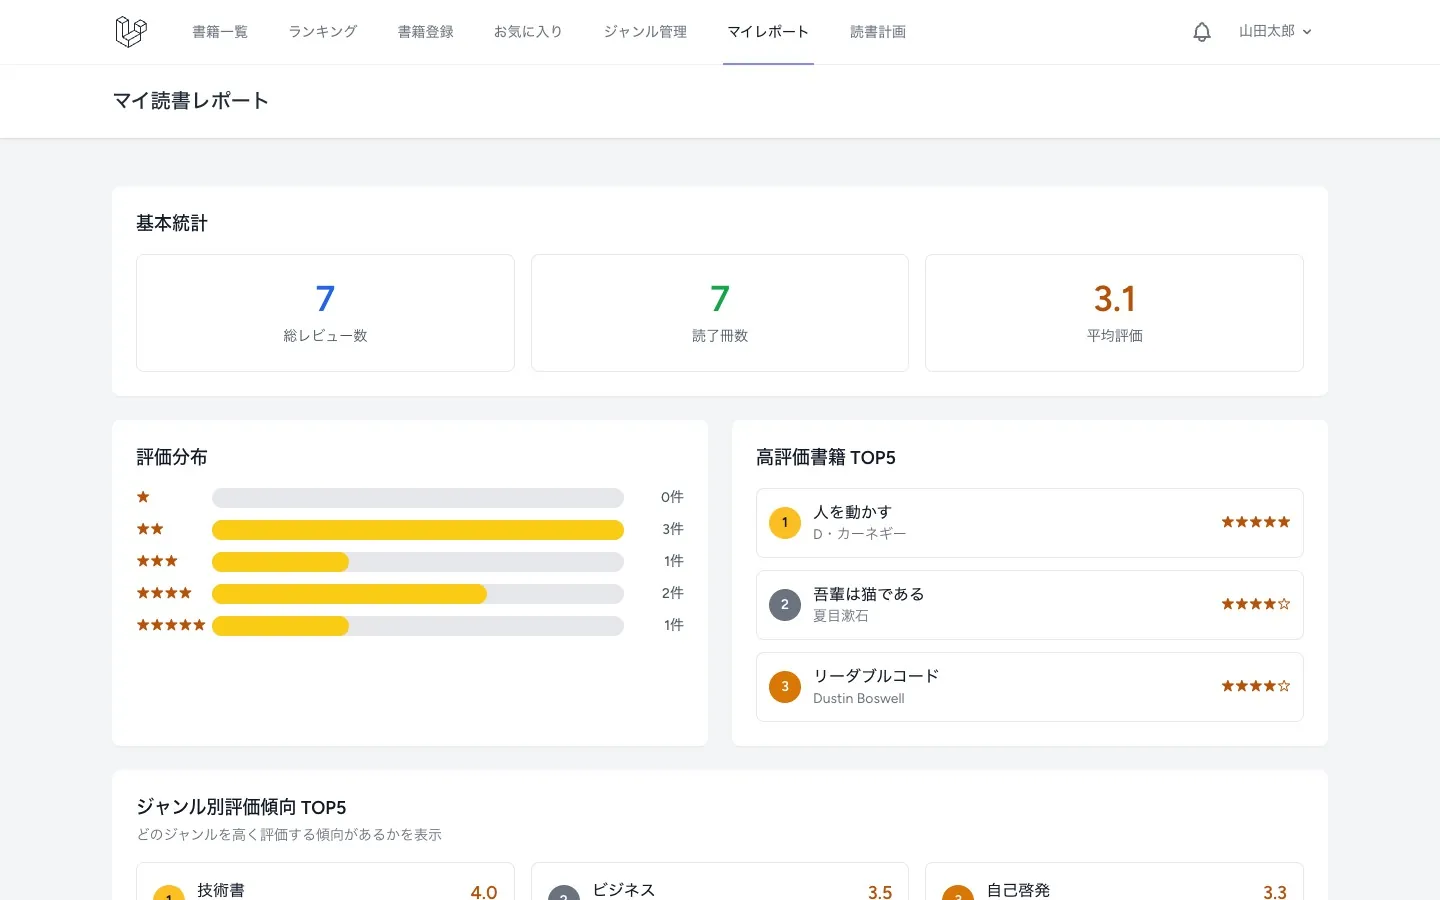 書籍一覧 ランキング 書籍登録 お気に入り ジャンル管理 マイレポート 読書計画 山田太郎
マイ読書レポート
基本統計
7 7 3.1
総レビュー数 読了冊数 平均評価
評価分布
★ 0件
★★ 3件
★★★ 1件
★★★★ 2件
★★★★★ 1件
高評価書籍 TOP5
1 人を動かす ★★★★★
D・カーネギー
2 吾輩は猫である ★★★★☆
夏目漱石
3 リーダブルコード ★★★★☆
Dustin Boswell
ジャンル別評価傾向 TOP5
どのジャンルを高く評価する傾向があるかを表示
1 技術書 4.0
2 ビジネス 3.5
3 自己啓発 3.3